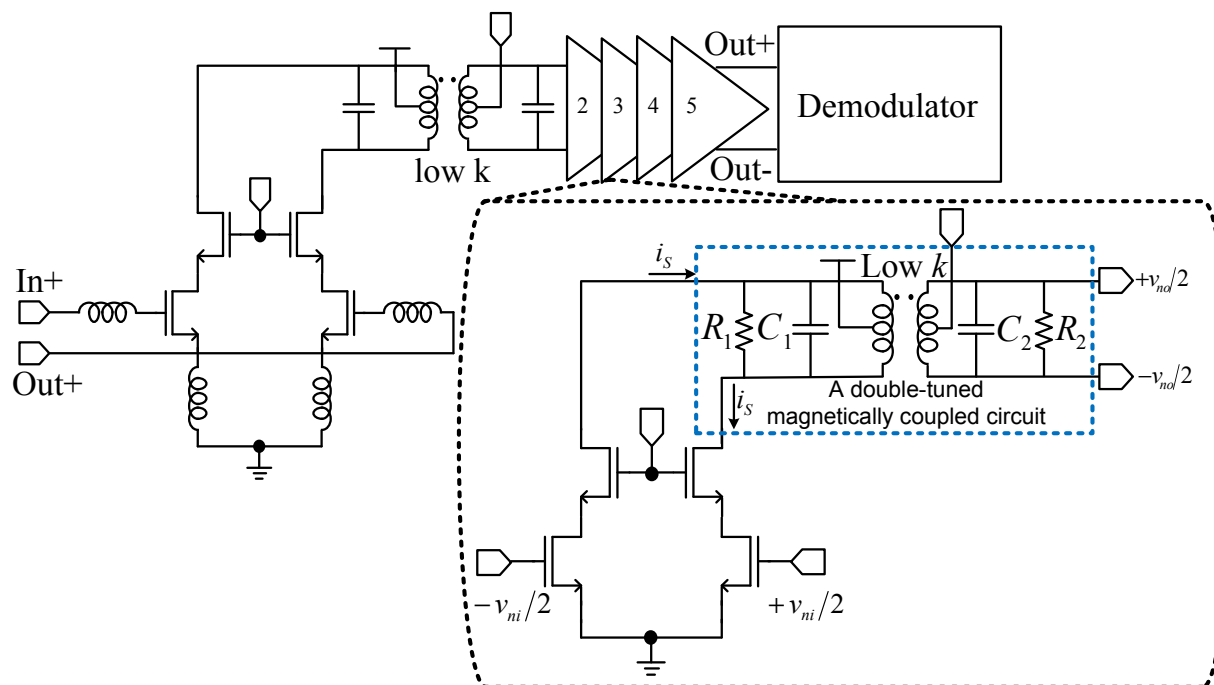 Out+
2 3 4 5
Demodulator
low k
Out-
In+
Out+
i_S
Low k
+v_no/2
R_1 C_1
C_2 R_2
-v_no/2
A double-tuned
magnetically coupled circuit
i_S
-v_ni/2
+v_ni/2